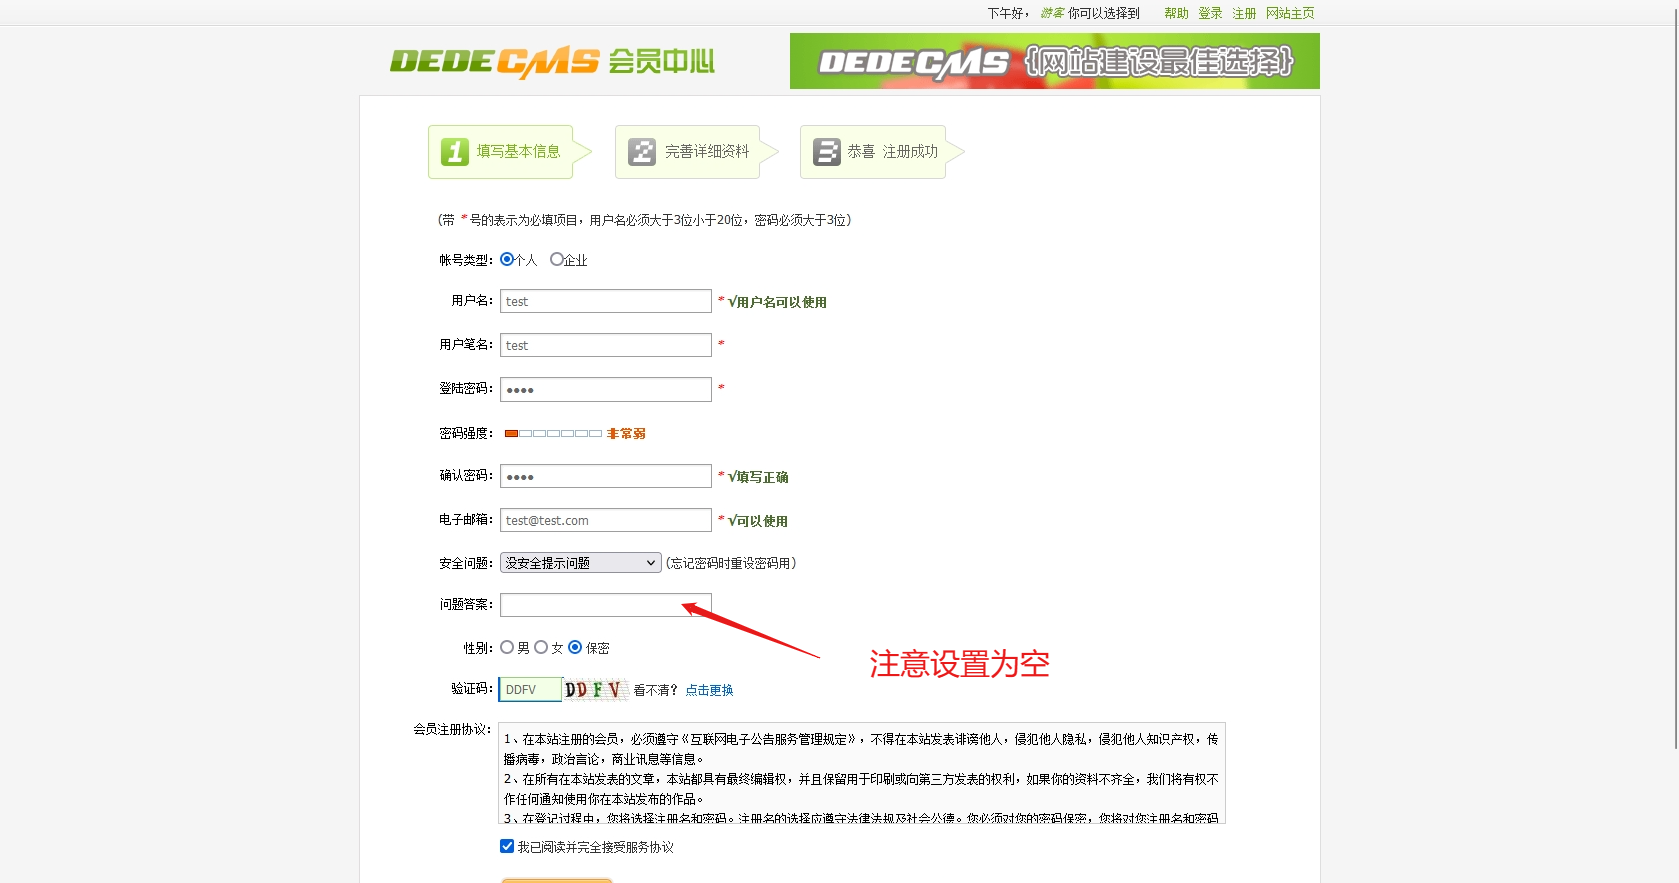 下午好， 游客 你可以选择到 帮助 登录 注册 网站主页
DEDECMS 会员中心
DEDECMS {网站建设最佳选择}
1 填写基本信息
2 完善详细资料
3 恭喜 注册成功
（带 * 号的表示为必填项目，用户名必须大于3位小于20位，密码必须大于3位）
帐号类型： 个人 企业
用户名： test * √用户名可以使用
用户笔名： test *
登陆密码： •••• *
密码强度： 非常弱
确认密码： •••• * √填写正确
电子邮箱： test@test.com * √可以使用
安全问题： 没安全提示问题 （忘记密码时重设密码用）
问题答案：
性别： 男 女 保密
注意设置为空
验证码： DDFV DDFV 看不清？ 点击更换
会员注册协议：
1、在本站注册的会员，必须遵守《互联网电子公告服务管理规定》，不得在本站发表诽谤他人，侵犯他人隐私，侵犯他人知识产权，传
播病毒，政治言论，商业讯息等信息。
2、在所有在本站发表的文章，本站都具有最终编辑权，并且保留用于印刷或向第三方发表的权利，如果你的资料不齐全，我们将有权不
作任何通知使用你在本站发布的作品。
3、在登记过程中，您将选择注册名和密码。注册名的选择应遵守法律法规及社会公德。您必须对您的密码保密，您将对您注册名和密码
我已阅读并完全接受服务协议